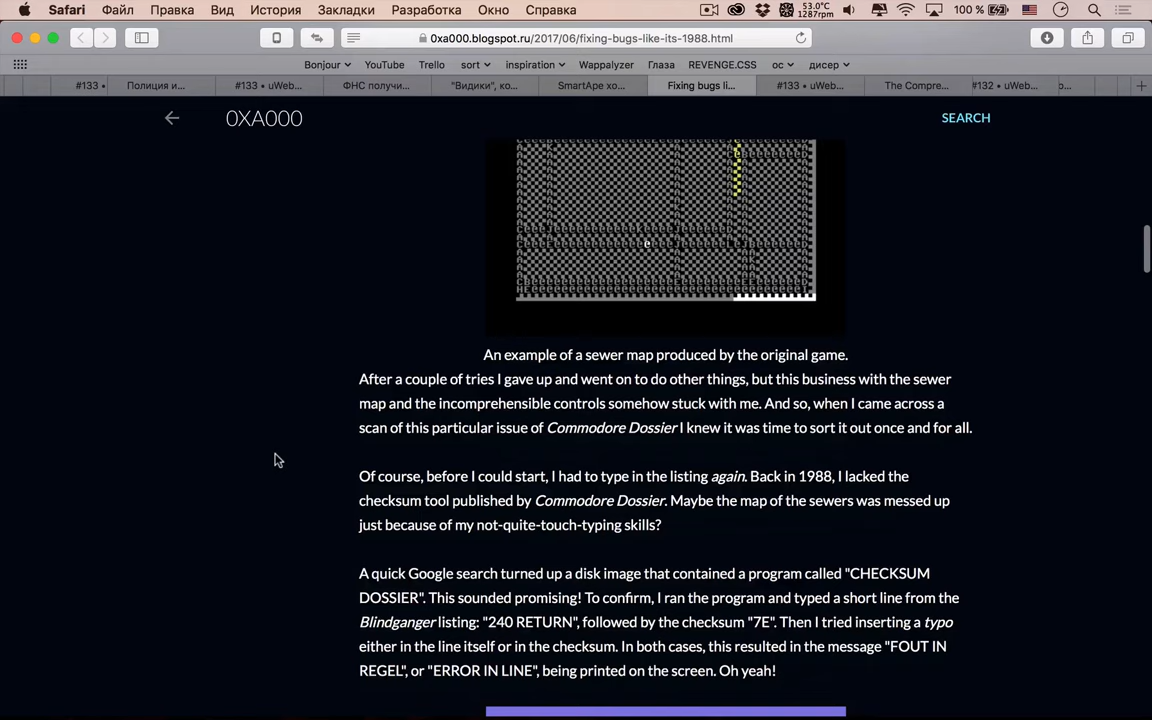 Safari Файл Правка Вид История Закладки Разработка Окно Справка 53.0°C 1287rpm 100 %
0xa000.blogspot.ru/2017/06/fixing-bugs-like-its-1988.html
Bonjour YouTube Trello sort inspiration Wappalyzer Глаза REVENGE.CSS ос дисер
#133 • Полиция и... #133 • uWeb... ФНС получи... "Видики", ко... SmartApe хо... Fixing bugs li... #133 • uWeb... The Compre... #132 • uWeb...
0XA000 SEARCH
An example of a sewer map produced by the original game.
After a couple of tries I gave up and went on to do other things, but this business with the sewer
map and the incomprehensible controls somehow stuck with me. And so, when I came across a
scan of this particular issue of Commodore Dossier I knew it was time to sort it out once and for all.
Of course, before I could start, I had to type in the listing again. Back in 1988, I lacked the
checksum tool published by Commodore Dossier. Maybe the map of the sewers was messed up
just because of my not-quite-touch-typing skills?
A quick Google search turned up a disk image that contained a program called "CHECKSUM
DOSSIER". This sounded promising! To confirm, I ran the program and typed a short line from the
Blindganger listing: "240 RETURN", followed by the checksum "7E". Then I tried inserting a typo
either in the line itself or in the checksum. In both cases, this resulted in the message "FOUT IN
REGEL", or "ERROR IN LINE", being printed on the screen. Oh yeah!